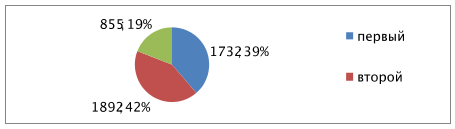 855; 19%
1732; 39%
первый
второй
1892; 42%